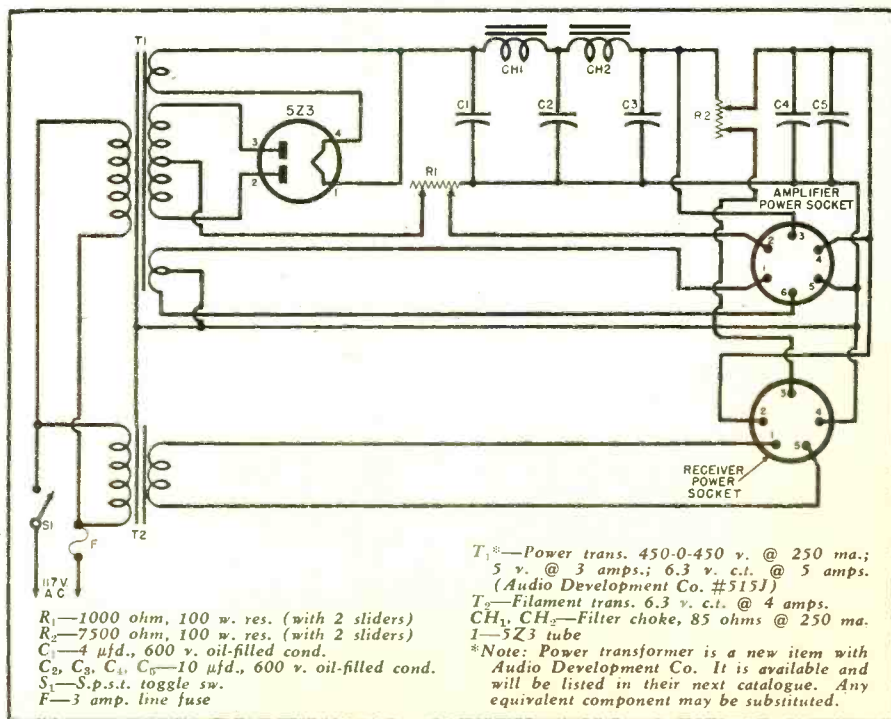 T1
5Z3
3
4
2
1
CH1
CH2
C1
C2
C3
R2
C4
C5
R1
AMPLIFIER
POWER SOCKET
2
3
4
1
5
6
3
2
4
1
5
RECEIVER
POWER
SOCKET
S1
F
T2
117V.
A C
R₁—1000 ohm, 100 w. res. (with 2 sliders)
R₂—7500 ohm, 100 w. res. (with 2 sliders)
C₁—4 µfd., 600 v. oil-filled cond.
C₂, C₃, C₄, C₅—10 µfd., 600 v. oil-filled cond.
S₁—S.p.s.t. toggle sw.
F—3 amp. line fuse
T₁*—Power trans. 450-0-450 v. @ 250 ma.;
5 v. @ 3 amps.; 6.3 v. c.t. @ 5 amps.
(Audio Development Co. #515J)
T₂—Filament trans. 6.3 v. c.t. @ 4 amps.
CH₁, CH₂—Filter choke, 85 ohms @ 250 ma.
1—5Z3 tube
*Note: Power transformer is a new item with
Audio Development Co. It is available and
will be listed in their next catalogue. Any
equivalent component may be substituted.